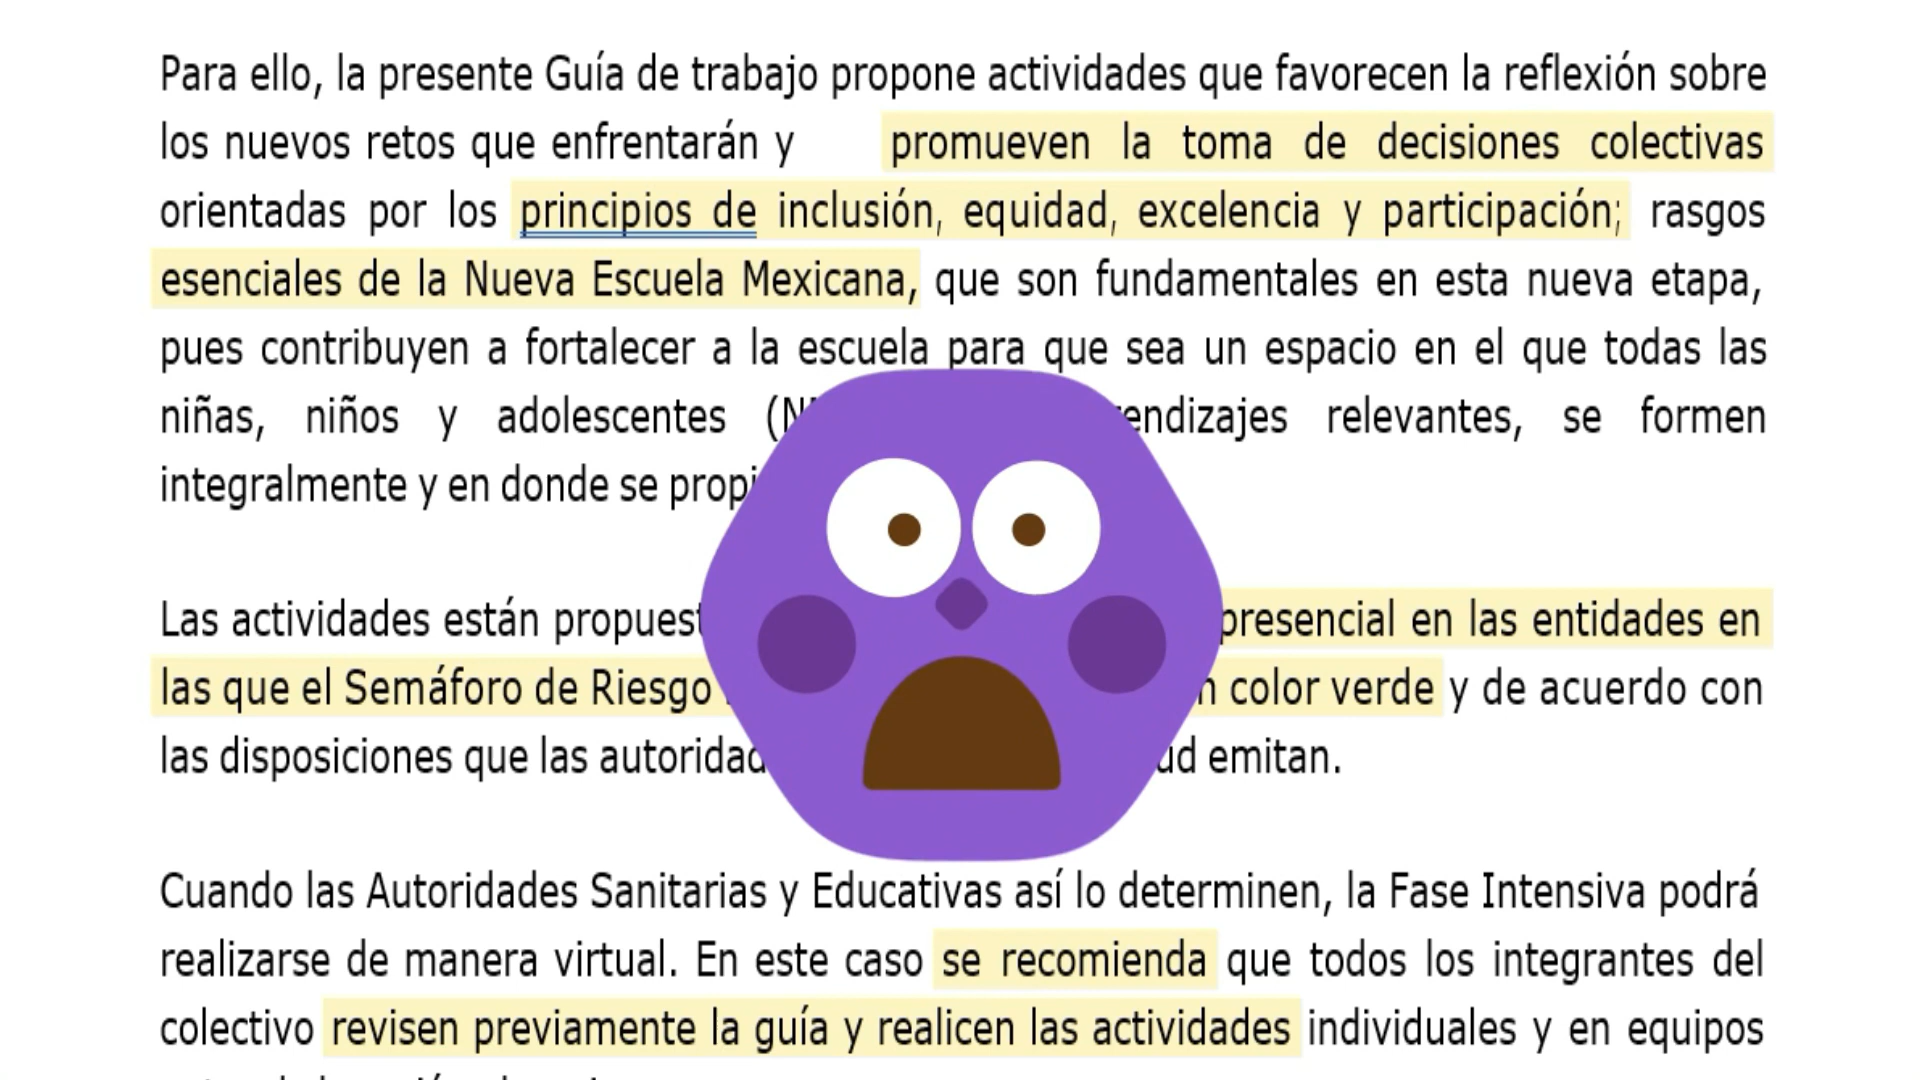 Para ello, la presente Guía de trabajo propone actividades que favorecen la reflexión sobre
los nuevos retos que enfrentarán y promueven la toma de decisiones colectivas
orientadas por los principios de inclusión, equidad, excelencia y participación; rasgos
esenciales de la Nueva Escuela Mexicana, que son fundamentales en esta nueva etapa,
pues contribuyen a fortalecer a la escuela para que sea un espacio en el que todas las
niñas, niños y adolescentes relevantes, se formen
integralmente y en donde se
Las actividades están presencial en las entidades en
las que el Semáforo de Riesgo color verde y de acuerdo con
las disposiciones que las emitan.
Cuando las Autoridades Sanitarias y Educativas así lo determinen, la Fase Intensiva podrá
realizarse de manera virtual. En este caso se recomienda que todos los integrantes del
colectivo revisen previamente la guía y realicen las actividades individuales y en equipos